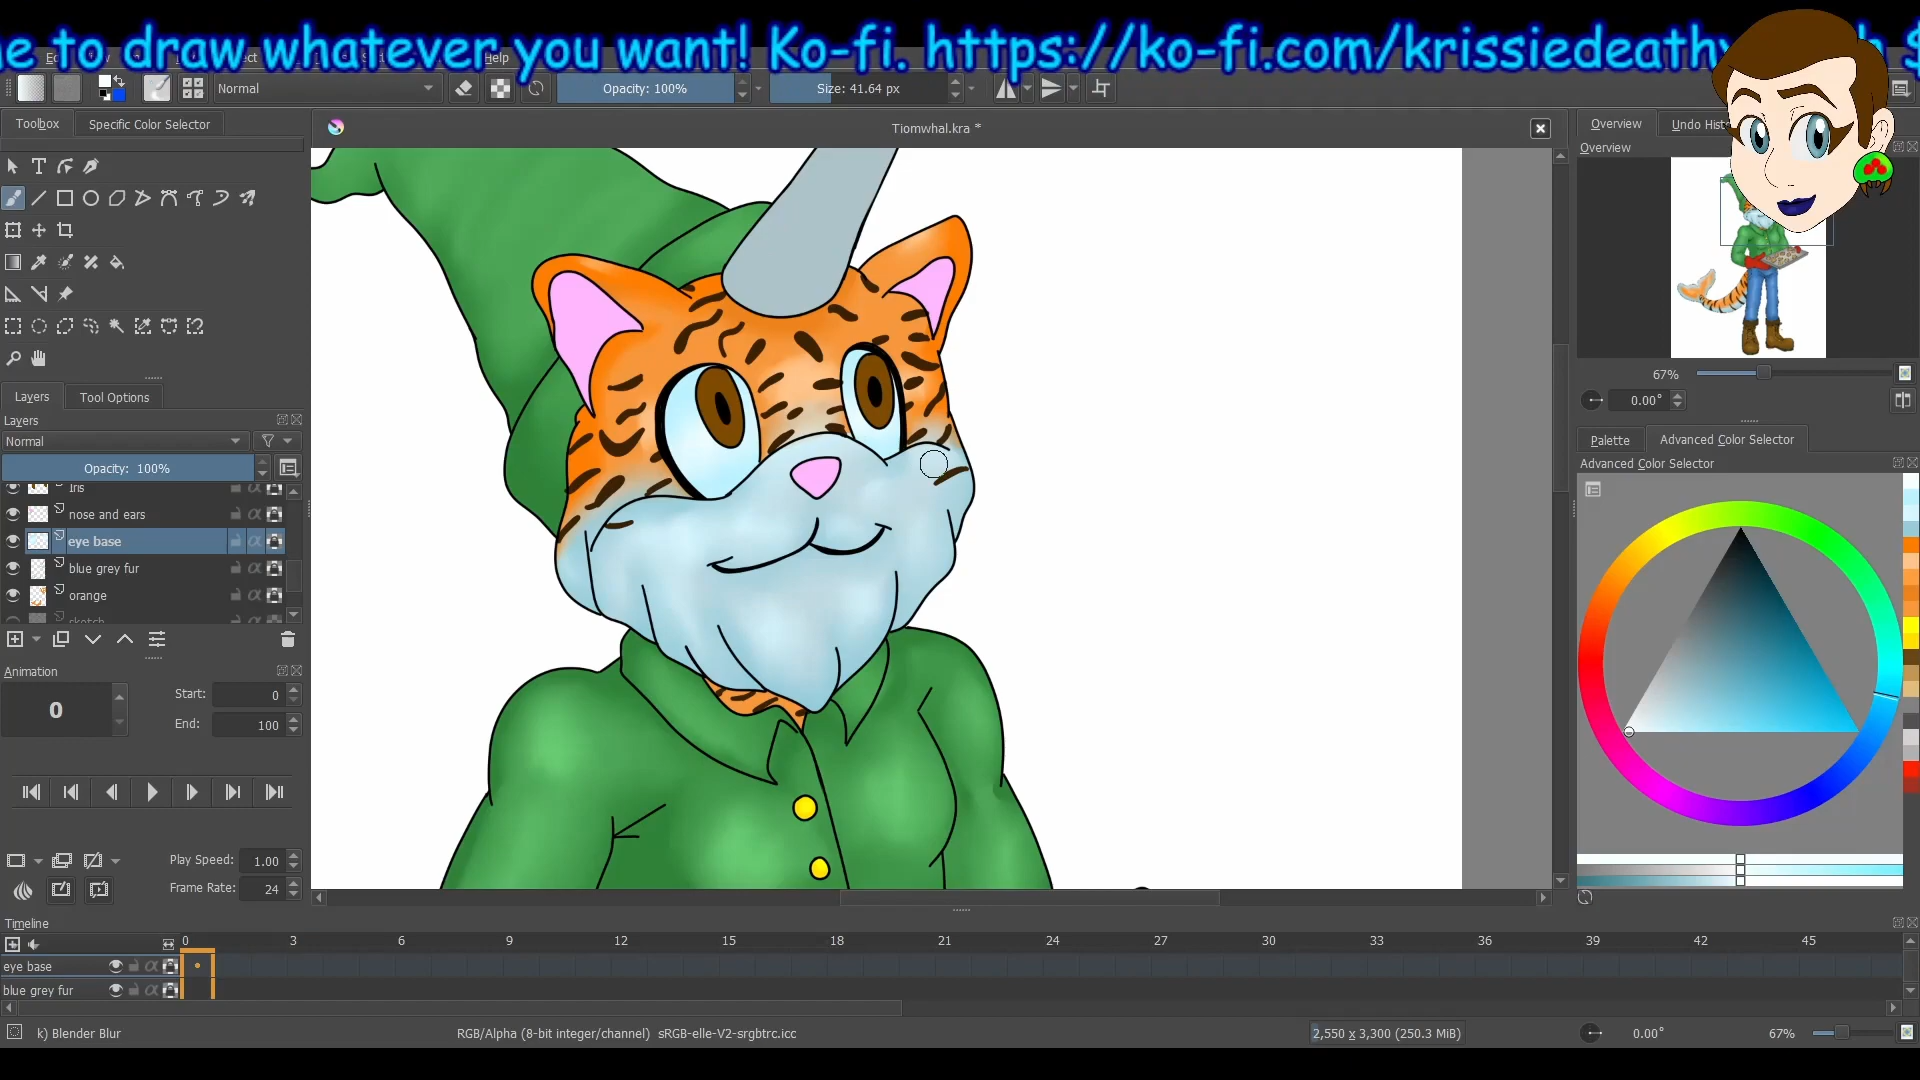 e to draw whatever you want! Ko-fi. https://ko-fi.com/krissiedeathy
Help
Normal
Opacity: 100%
Size: 41.64 px
Toolbox
Specific Color Selector
Tiomwhal.kra *
Overview
Undo Hist
Overview
67%
0.00°
Layers
Tool Options
Layers
Normal
Opacity: 100%
Iris
nose and ears
eye base
blue grey fur
orange
sketch
Palette
Advanced Color Selector
Advanced Color Selector
Animation
0
Start:
0
End:
100
Play Speed:
1.00
Frame Rate:
24
Timeline
0 3 6 9 12 15 18 21 24 27 30 33 36 39 42 45
eye base
blue grey fur
k) Blender Blur
RGB/Alpha (8-bit integer/channel) sRGB-elle-V2-srgbtrc.icc
2,550 x 3,300 (250.3 MiB)
0.00°
67%